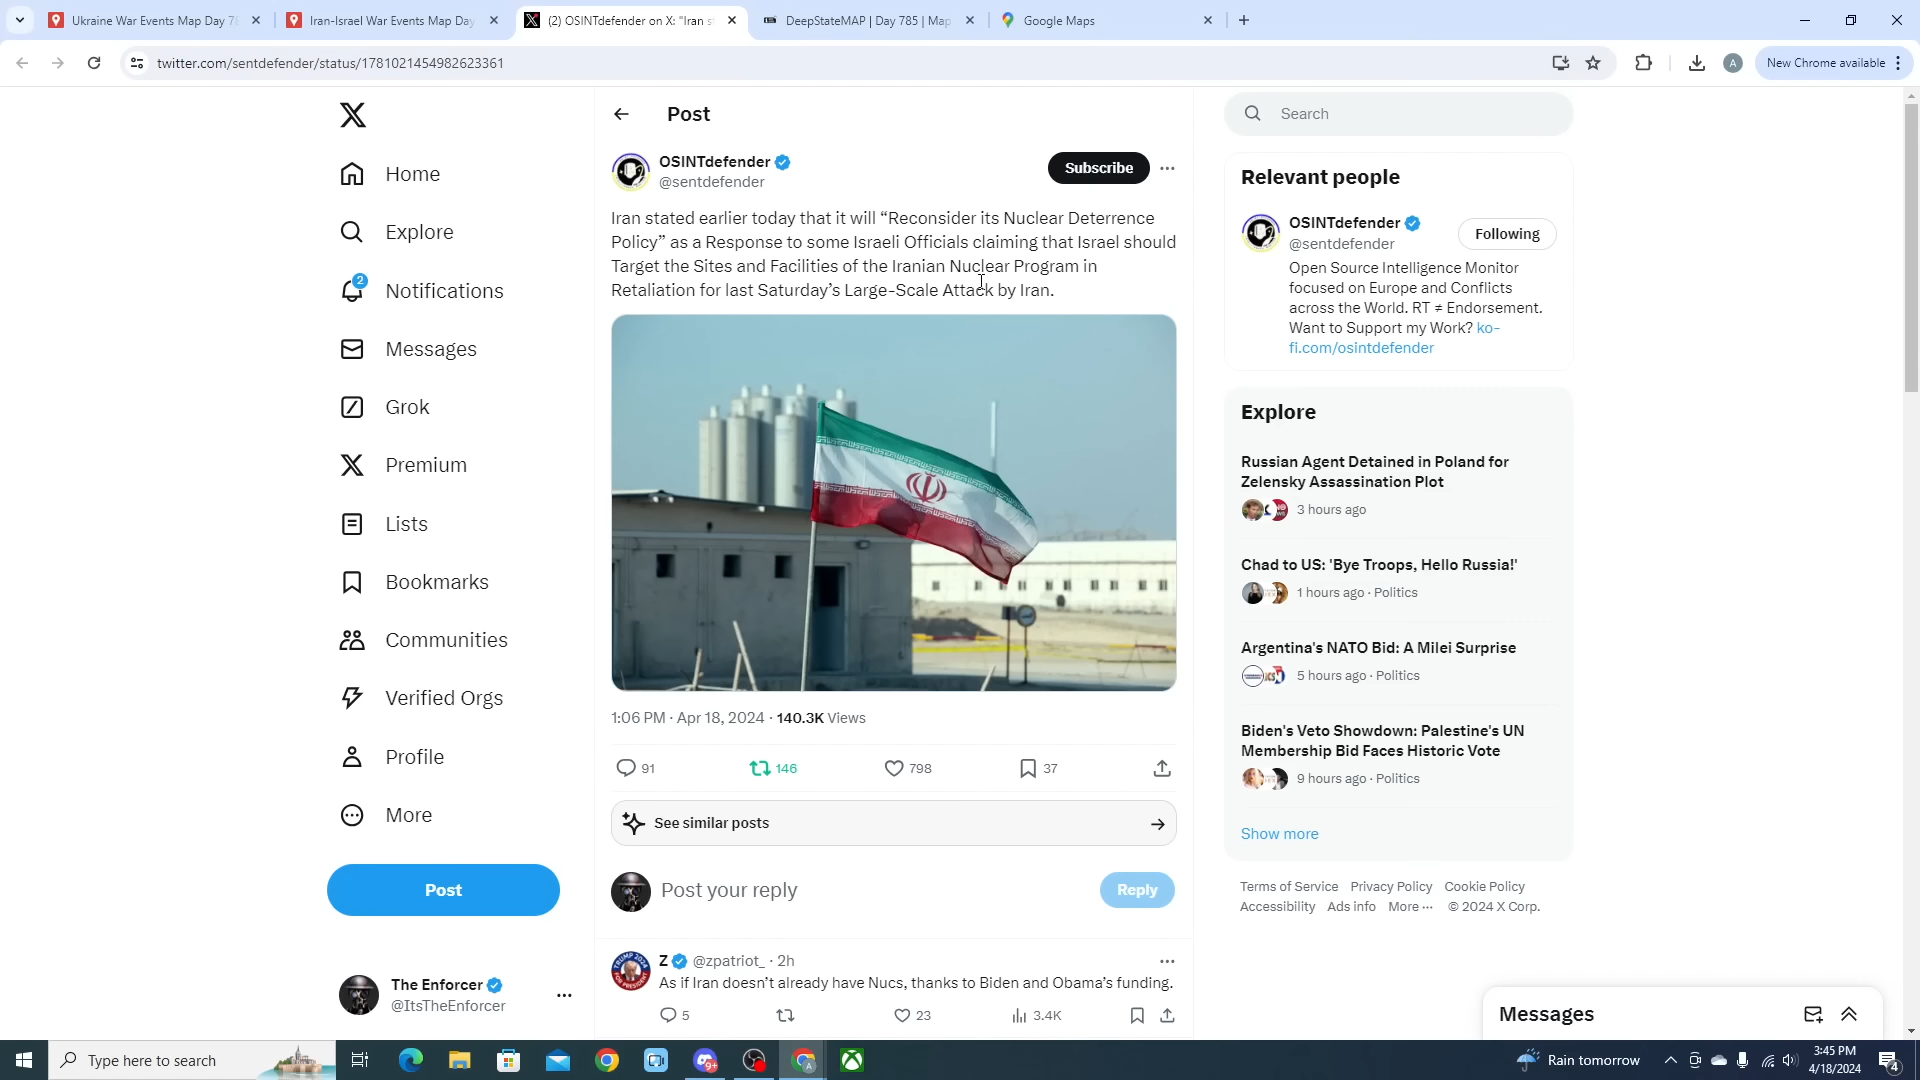 Ukraine War Events Map Day 78
Iran-Israel War Events Map Day
(2) OSINTdefender on X: "Iran st
DeepStateMAP | Day 785 | Map
Google Maps
twitter.com/sentdefender/status/1781021454982623361
A
New Chrome available
Home
Explore
2
Notifications
Messages
Grok
Premium
Lists
Bookmarks
Communities
Verified Orgs
Profile
More
Post
The Enforcer
@ItsTheEnforcer
Post
OSINTdefender
@sentdefender
Subscribe
Iran stated earlier today that it will “Reconsider its Nuclear Deterrence
Policy” as a Response to some Israeli Officials claiming that Israel should
Target the Sites and Facilities of the Iranian Nuclear Program in
Retaliation for last Saturday’s Large-Scale Attack by Iran.
1:06 PM · Apr 18, 2024 · 140.3K Views
91
146
798
37
See similar posts
Post your reply
Reply
Z @zpatriot_ · 2h
As if Iran doesn’t already have Nucs, thanks to Biden and Obama’s funding.
5
23
3.4K
Search
Relevant people
OSINTdefender
@sentdefender
Following
Open Source Intelligence Monitor
focused on Europe and Conflicts
across the World. RT ≠ Endorsement.
Want to Support my Work? ko-
fi.com/osintdefender
Explore
Russian Agent Detained in Poland for
Zelensky Assassination Plot
3 hours ago
Chad to US: 'Bye Troops, Hello Russia!'
1 hours ago · Politics
Argentina's NATO Bid: A Milei Surprise
5 hours ago · Politics
Biden's Veto Showdown: Palestine's UN
Membership Bid Faces Historic Vote
9 hours ago · Politics
Show more
Terms of Service Privacy Policy Cookie Policy
Accessibility Ads info More ··· © 2024 X Corp.
Messages
Type here to search
9+
Rain tomorrow
3:45 PM
4/18/2024
4